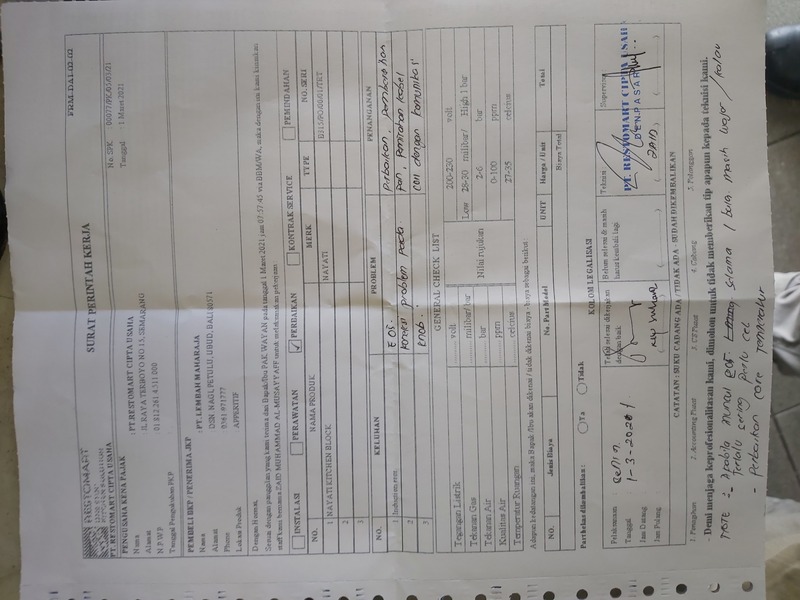 FRM-DAI-02-02
RESTOMART
KITCHEN SOLUTION
SURAT PERINTAH KERJA
PT. RESTOMART CIPTA USAHA
No. SPK : 00077/PK/05/03/21
Tanggal : 1 Maret 2021
PENGUSAHA KENA PAJAK
Nama : PT.RESTOMART CIPTA USAHA
Alamat : JL RAYA TERBOYO NO 15, SEMARANG
N.P.W.P : 01.812.261.4.511.000
Tanggal Pengukuhan PKP
PEMBELI BKP / PENERIMA JKP
Nama : PT. LEMBAH MAHARAJA
Alamat : DSN. NAGI, PETULU, UBUD, BALI 80571
Phone : 0361 971777
Lokasi Produk : APPERITIF
Dengan Hormat,
Sesuai dengan panggilan yang kami terima dari Bapak/Ibu PAK WAYAN pada tanggal 1 Maret 2021 jam 07:57:45 via BBM/WA, maka dengan ini kami kirimkan
staff kami bernama ZAID MUHAMMAD AL-MUSAYYAFF untuk melaksanakan pekerjaan :
INSTALASI PERAWATAN ✓ PERBAIKAN KONTRAK SERVICE PEMINDAHAN
NO. NAMA PRODUK MERK TYPE NO. SERI
1 NAYATI KITCHEN BLOCK NAYATI B315/PO/00/01/TRT
2
3
NO. KELUHAN PROBLEM PENANGANAN
1 Induction E05. perbaikan, pembersihan
2 koreksi problem pada pan, pemisahan kabel
3 knob. coil dengan komunikasi
GENERAL CHECK LIST
Tegangan Listrik .......... volt 200-230 volt
Tekanan Gas .......... milibar/ bar Low 28-30 milibar/ High 1 bar
Tekanan Air .......... bar Nilai rujukan 2-6 bar
Kualitas Air .......... ppm 0-100 ppm
Temperatur Ruangan .......... celcius 27-35 celcius
Adapun kedatangan ini, maka Bapak /Ibu akan dikenai / tidak dikenai biaya - biaya sebagai berikut :
NO. Jenis Biaya No. Part Model UNIT Harga / Unit Total
Biaya Total
Part bekas dikembalikan : Ya Tidak
KOLOM LEGALISASI
Pelaksanaan : Senin
Tanggal 1-3-2021
Jam Datang
Jam Pulang
Telah selesai dikerjakan
dengan baik
Belum selesai & masih
harus kembali lagi
Teknisi
Supervisi
PT. RESTOMART CIPTA USAHA
DENPASAR
ZAID
CATATAN : SUKU CADANG ADA / TIDAK ADA - SUDAH DIKEMBALIKAN
1. Penagihan 2. Accounting Pusat 3. CS Pusat 4. Cabang 5. Pelanggan
- Demi menjaga keprofesionalitasan kami, dimohon untuk tidak memberikan tip apapun kepada teknisi kami.
NOTE :- Apabila muncul E05. selama 1 bulan masih wajar / kalau
terlalu sering perlu cek
- Perbaikan core temperatur